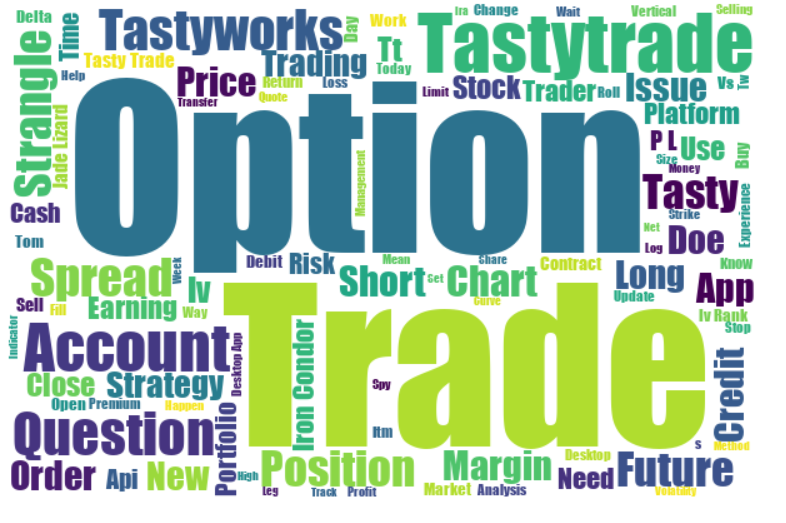 Delta
Time
Tastyworks
Day
Work
Ira
Change
Wait
Vertical
Selling
Tastytrade
Tasty Trade
Help
Trading
Tt
Today
Strangle
Jade Lizard
Price
Return
Loss
Transfer
Quote
Limit
Stock
Trader
Roll
Issue
Vs
Tw
Platform
Option
Management
P L
Use
Size
Money
Buy
Tasty
Strike
Experience
Cash
Tom
Net
Log
Doe
Debit
Risk
Mean
Share
Contract
Know
Spread
Week
Iv
Short
Get
Chart
Curve
Long
Update
App
Sell
Fill
Earning
Way
Iv Rank
Stop
Indicator
Account
Desktop App
Trade
Iron Condor
Spy
Itm
Close
Strategy
Open
Premium
Happen
Credit
Question
Portfolio
s
Method
Order
Api
New
High
Position
Leg
Track
Profit
Margin
Market
Analysis
Desktop
Need
Future
Volatility